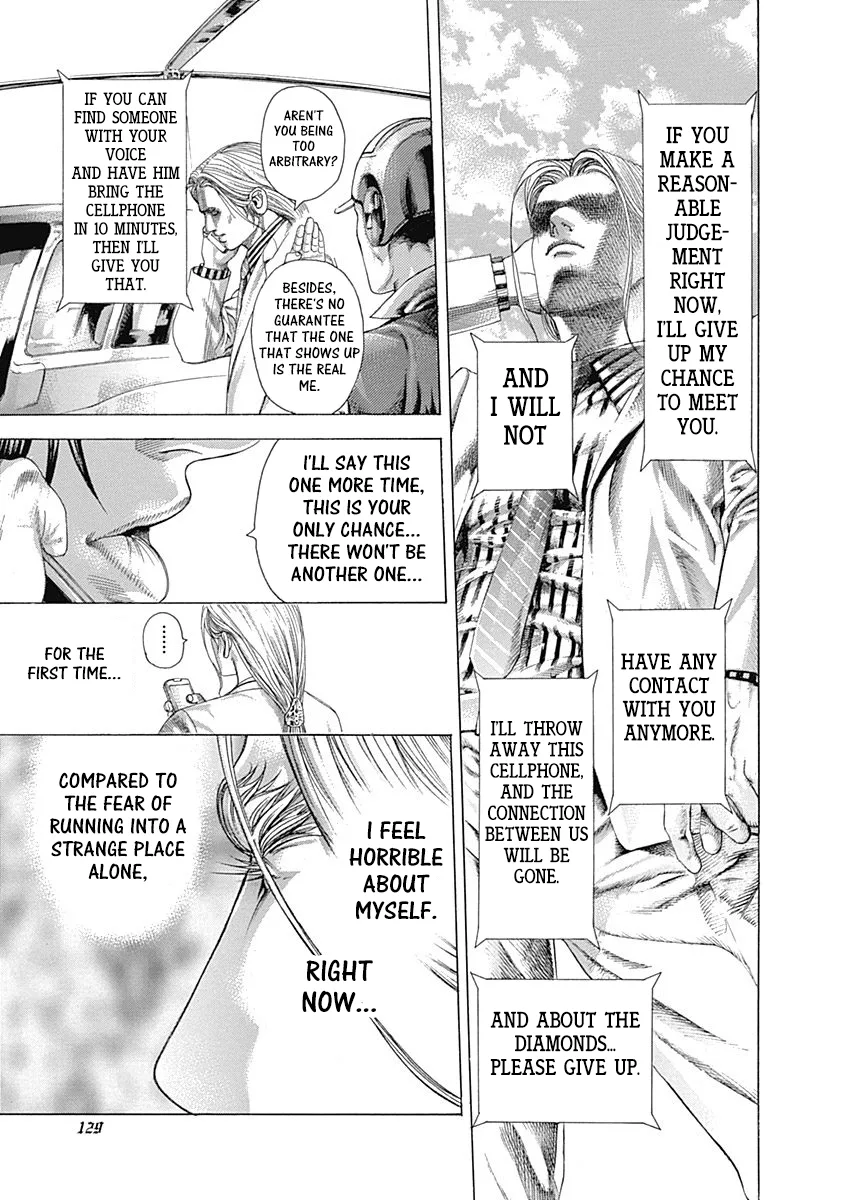 IF YOU
MAKE A
REASON-
ABLE
JUDGE-
MENT
RIGHT
NOW,
I'LL GIVE
UP MY
CHANCE
TO MEET
YOU.
AND
I WILL
NOT
HAVE ANY
CONTACT
WITH YOU
ANYMORE.
I'LL THROW
AWAY THIS
CELLPHONE,
AND THE
CONNECTION
BETWEEN US
WILL BE
GONE.
AND ABOUT THE
DIAMONDS...
PLEASE GIVE UP.
AREN'T
YOU BEING
TOO
ARBITRARY?
BESIDES,
THERE'S NO
GUARANTEE
THAT THE ONE
THAT SHOWS UP
IS THE REAL
ME.
IF YOU CAN
FIND SOMEONE
WITH YOUR
VOICE
AND HAVE HIM
BRING THE
CELLPHONE
IN 10 MINUTES,
THEN I'LL
GIVE YOU
THAT.
I'LL SAY THIS
ONE MORE TIME,
THIS IS YOUR
ONLY CHANCE...
THERE WON'T BE
ANOTHER ONE...
......
FOR THE
FIRST TIME...
I FEEL
HORRIBLE
ABOUT
MYSELF.
RIGHT
NOW...
COMPARED TO
THE FEAR OF
RUNNING INTO A
STRANGE PLACE
ALONE,
129